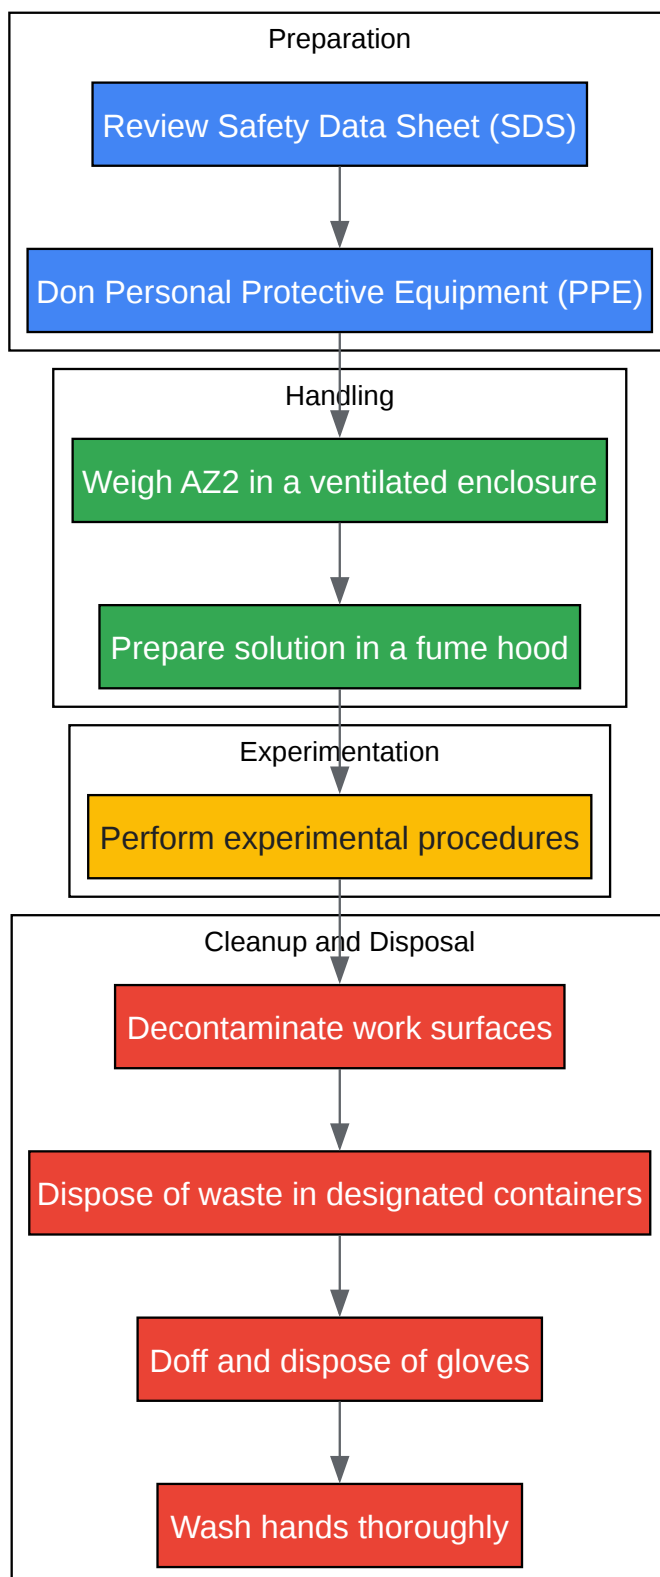 Preparation
Review Safety Data Sheet (SDS)
Don Personal Protective Equipment (PPE)
Handling
Weigh AZ2 in a ventilated enclosure
Prepare solution in a fume hood
Experimentation
Perform experimental procedures
Cleanup and Disposal
Decontaminate work surfaces
Dispose of waste in designated containers
Doff and dispose of gloves
Wash hands thoroughly